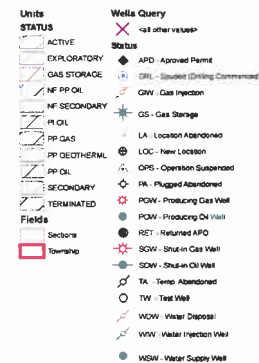 Units
STATUS
ACTIVE
EXPLORATORY
GAS STORAGE
NF PP OIL
NF SECONDARY
PI OIL
PP GAS
PP GEOTHERML
PP OIL
SECONDARY
TERMINATED
Fields
Sections
Township
Wells Query
<all other values>
Status
APD - Aproved Permit
DRL - Spuded (Drilling Commenced)
GIW - Gas Injection
GS - Gas Storage
LA - Location Abandoned
LOC - New Location
OPS - Operation Suspended
PA - Plugged Abandoned
PGW - Producing Gas Well
POW - Producing Oil Well
RET - Returned APD
SGW - Shut-in Gas Well
SOW - Shut-in Oil Well
TA - Temp Abandoned
TW - Test Well
WDW - Water Disposal
WIW - Water Injection Well
WSW - Water Supply Well